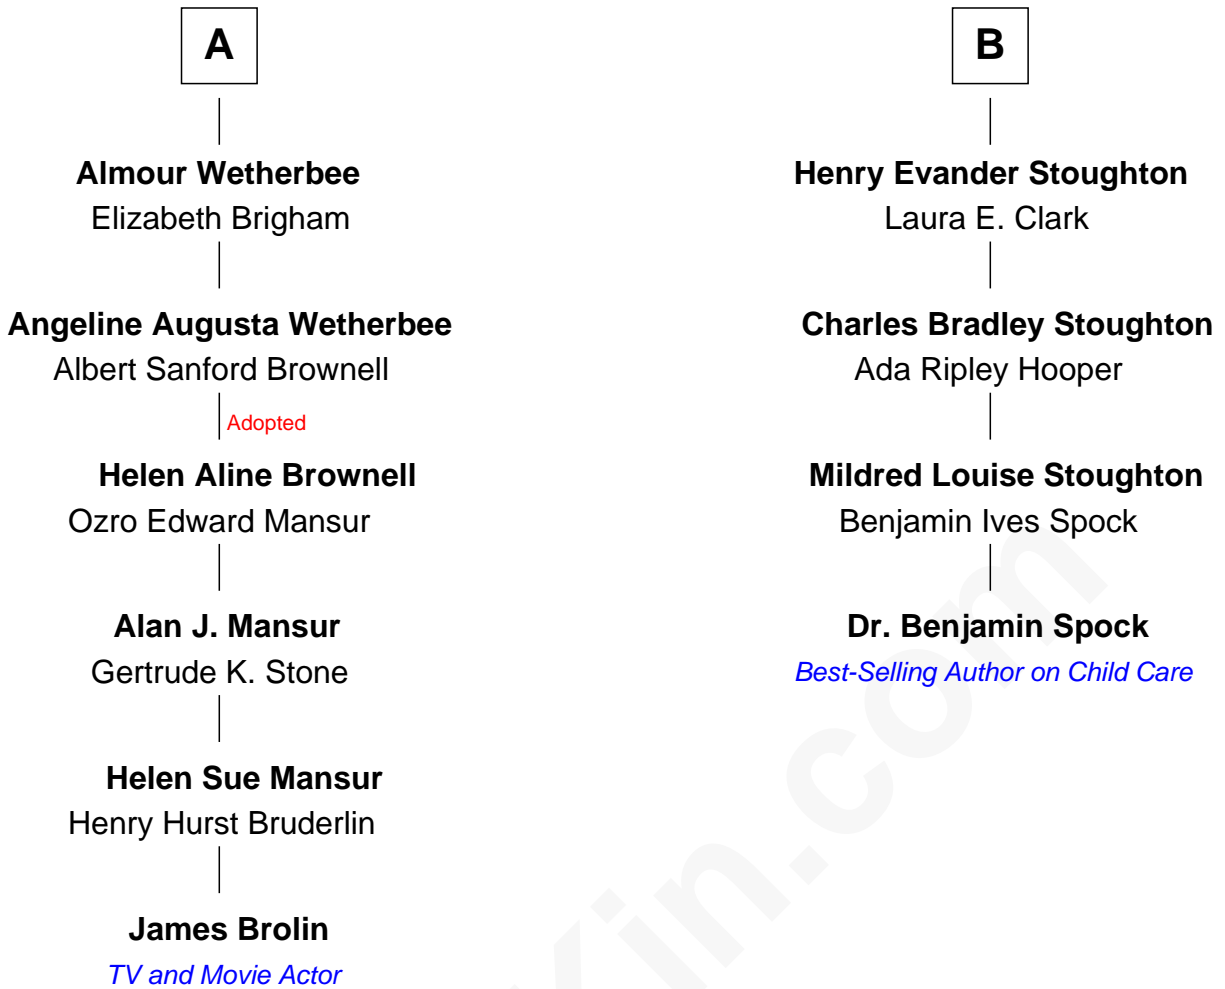 A
Almour Wetherbee
Elizabeth Brigham
Angeline Augusta Wetherbee
Albert Sanford Brownell
Adopted
Helen Aline Brownell
Ozro Edward Mansur
Alan J. Mansur
Gertrude K. Stone
Helen Sue Mansur
Henry Hurst Bruderlin
James Brolin
TV and Movie Actor
B
Henry Evander Stoughton
Laura E. Clark
Charles Bradley Stoughton
Ada Ripley Hooper
Mildred Louise Stoughton
Benjamin Ives Spock
Dr. Benjamin Spock
Best-Selling Author on Child Care
Kin.com